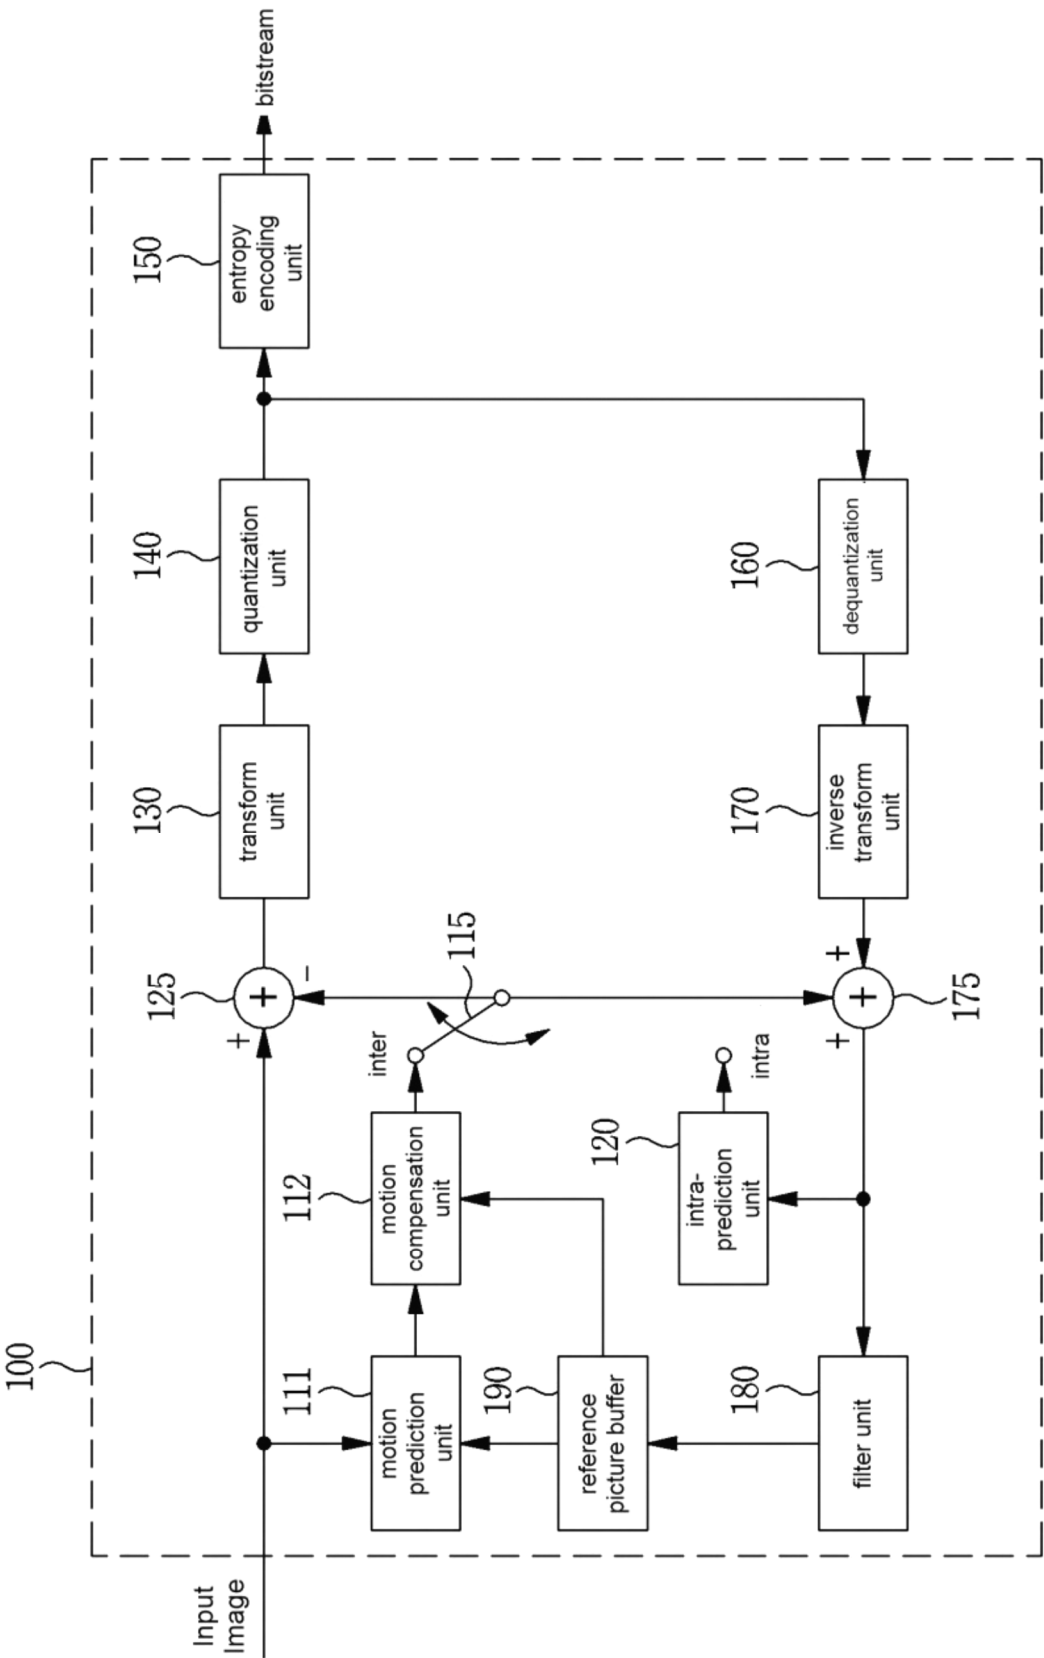 100
Input
Image
125
+
+
−
130
transform
unit
140
quantization
unit
150
entropy
encoding
unit
bitstream
111
motion
prediction
unit
112
motion
compensation
unit
inter
115
190
reference
picture buffer
120
intra-
prediction
unit
intra
160
dequantization
unit
170
inverse
transform
unit
+
+
+
175
180
filter unit